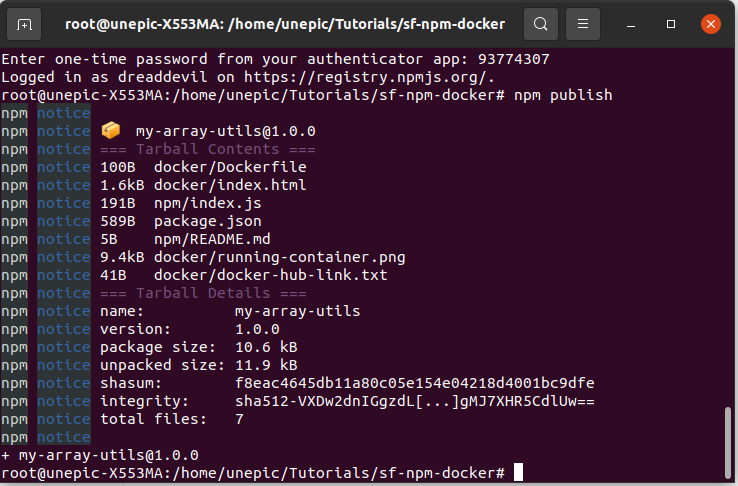 root@unepic-X553MA: /home/unepic/Tutorials/sf-npm-docker
Enter one-time password from your authenticator app: 93774307
Logged in as dreaddevil on https://registry.npmjs.org/.
root@unepic-X553MA:/home/unepic/Tutorials/sf-npm-docker# npm publish
npm notice
npm notice 📦  my-array-utils@1.0.0
npm notice === Tarball Contents ===
npm notice 100B  docker/Dockerfile
npm notice 1.6kB docker/index.html
npm notice 191B  npm/index.js
npm notice 589B  package.json
npm notice 5B    npm/README.md
npm notice 9.4kB docker/running-container.png
npm notice 41B   docker/docker-hub-link.txt
npm notice === Tarball Details ===
npm notice name:          my-array-utils
npm notice version:       1.0.0
npm notice package size:  10.6 kB
npm notice unpacked size: 11.9 kB
npm notice shasum:        f8eac4645db11a80c05e154e04218d4001bc9dfe
npm notice integrity:     sha512-VXDw2dnIGgzdL[...]gMJ7XHR5CdlUw==
npm notice total files:   7
npm notice
+ my-array-utils@1.0.0
root@unepic-X553MA:/home/unepic/Tutorials/sf-npm-docker#